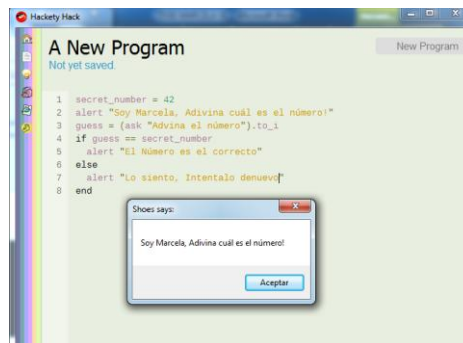 Hackety Hack
A New Program
New Program
Not yet saved.
1 secret_number = 42
2 alert "Soy Marcela, Adivina cuál es el número!"
3 guess = (ask "Advina el número").to_i
4 if guess == secret_number
5 alert "El Número es el correcto"
6 else
7 alert "Lo siento, Intentalo denuevo"
8 end
Shoes says:
Soy Marcela, Adivina cuál es el número!
Aceptar